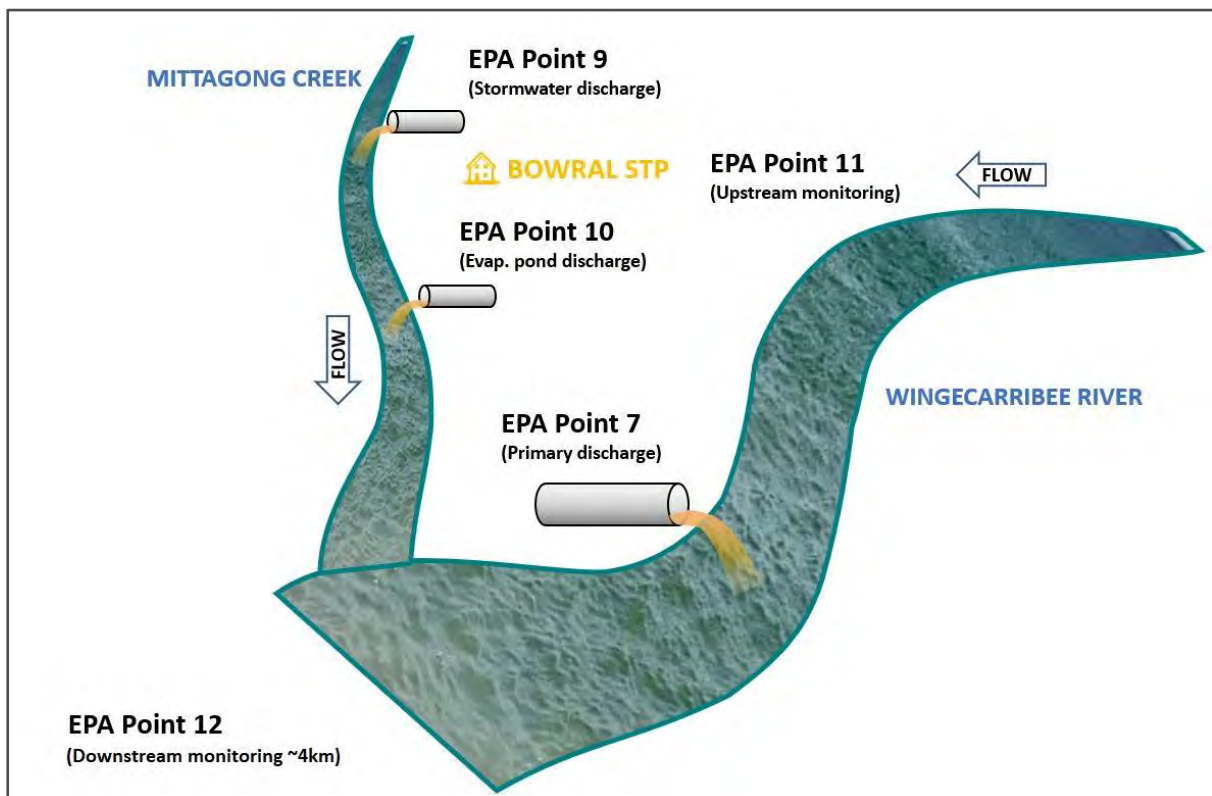 EPA Point 9
(Stormwater discharge)
MITTAGONG CREEK
BOWRAL STP
EPA Point 11
(Upstream monitoring)
FLOW
EPA Point 10
(Evap. pond discharge)
FLOW
WINGECARRIBEE RIVER
EPA Point 7
(Primary discharge)
EPA Point 12
(Downstream monitoring ~4km)